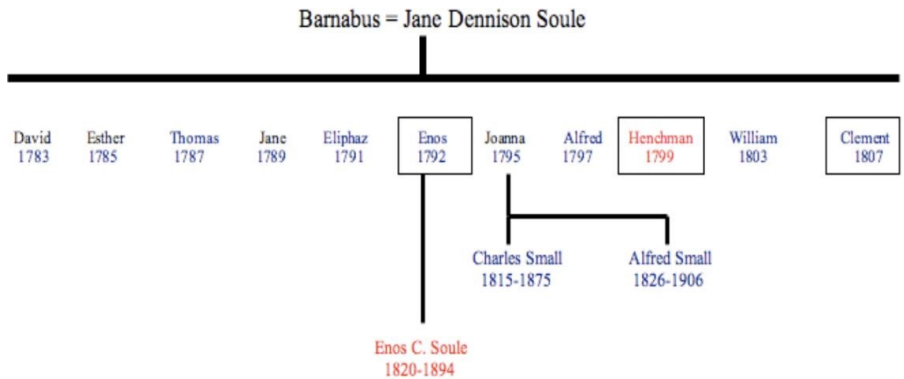 Barnabus = Jane Dennison Soule
David Esther Thomas Jane Eliphaz Enos Joanna Alfred Henchman William Clement
1783 1785 1787 1789 1791 1792 1795 1797 1799 1803 1807
Charles Small Alfred Small
1815-1875 1826-1906
Enos C. Soule
1820-1894